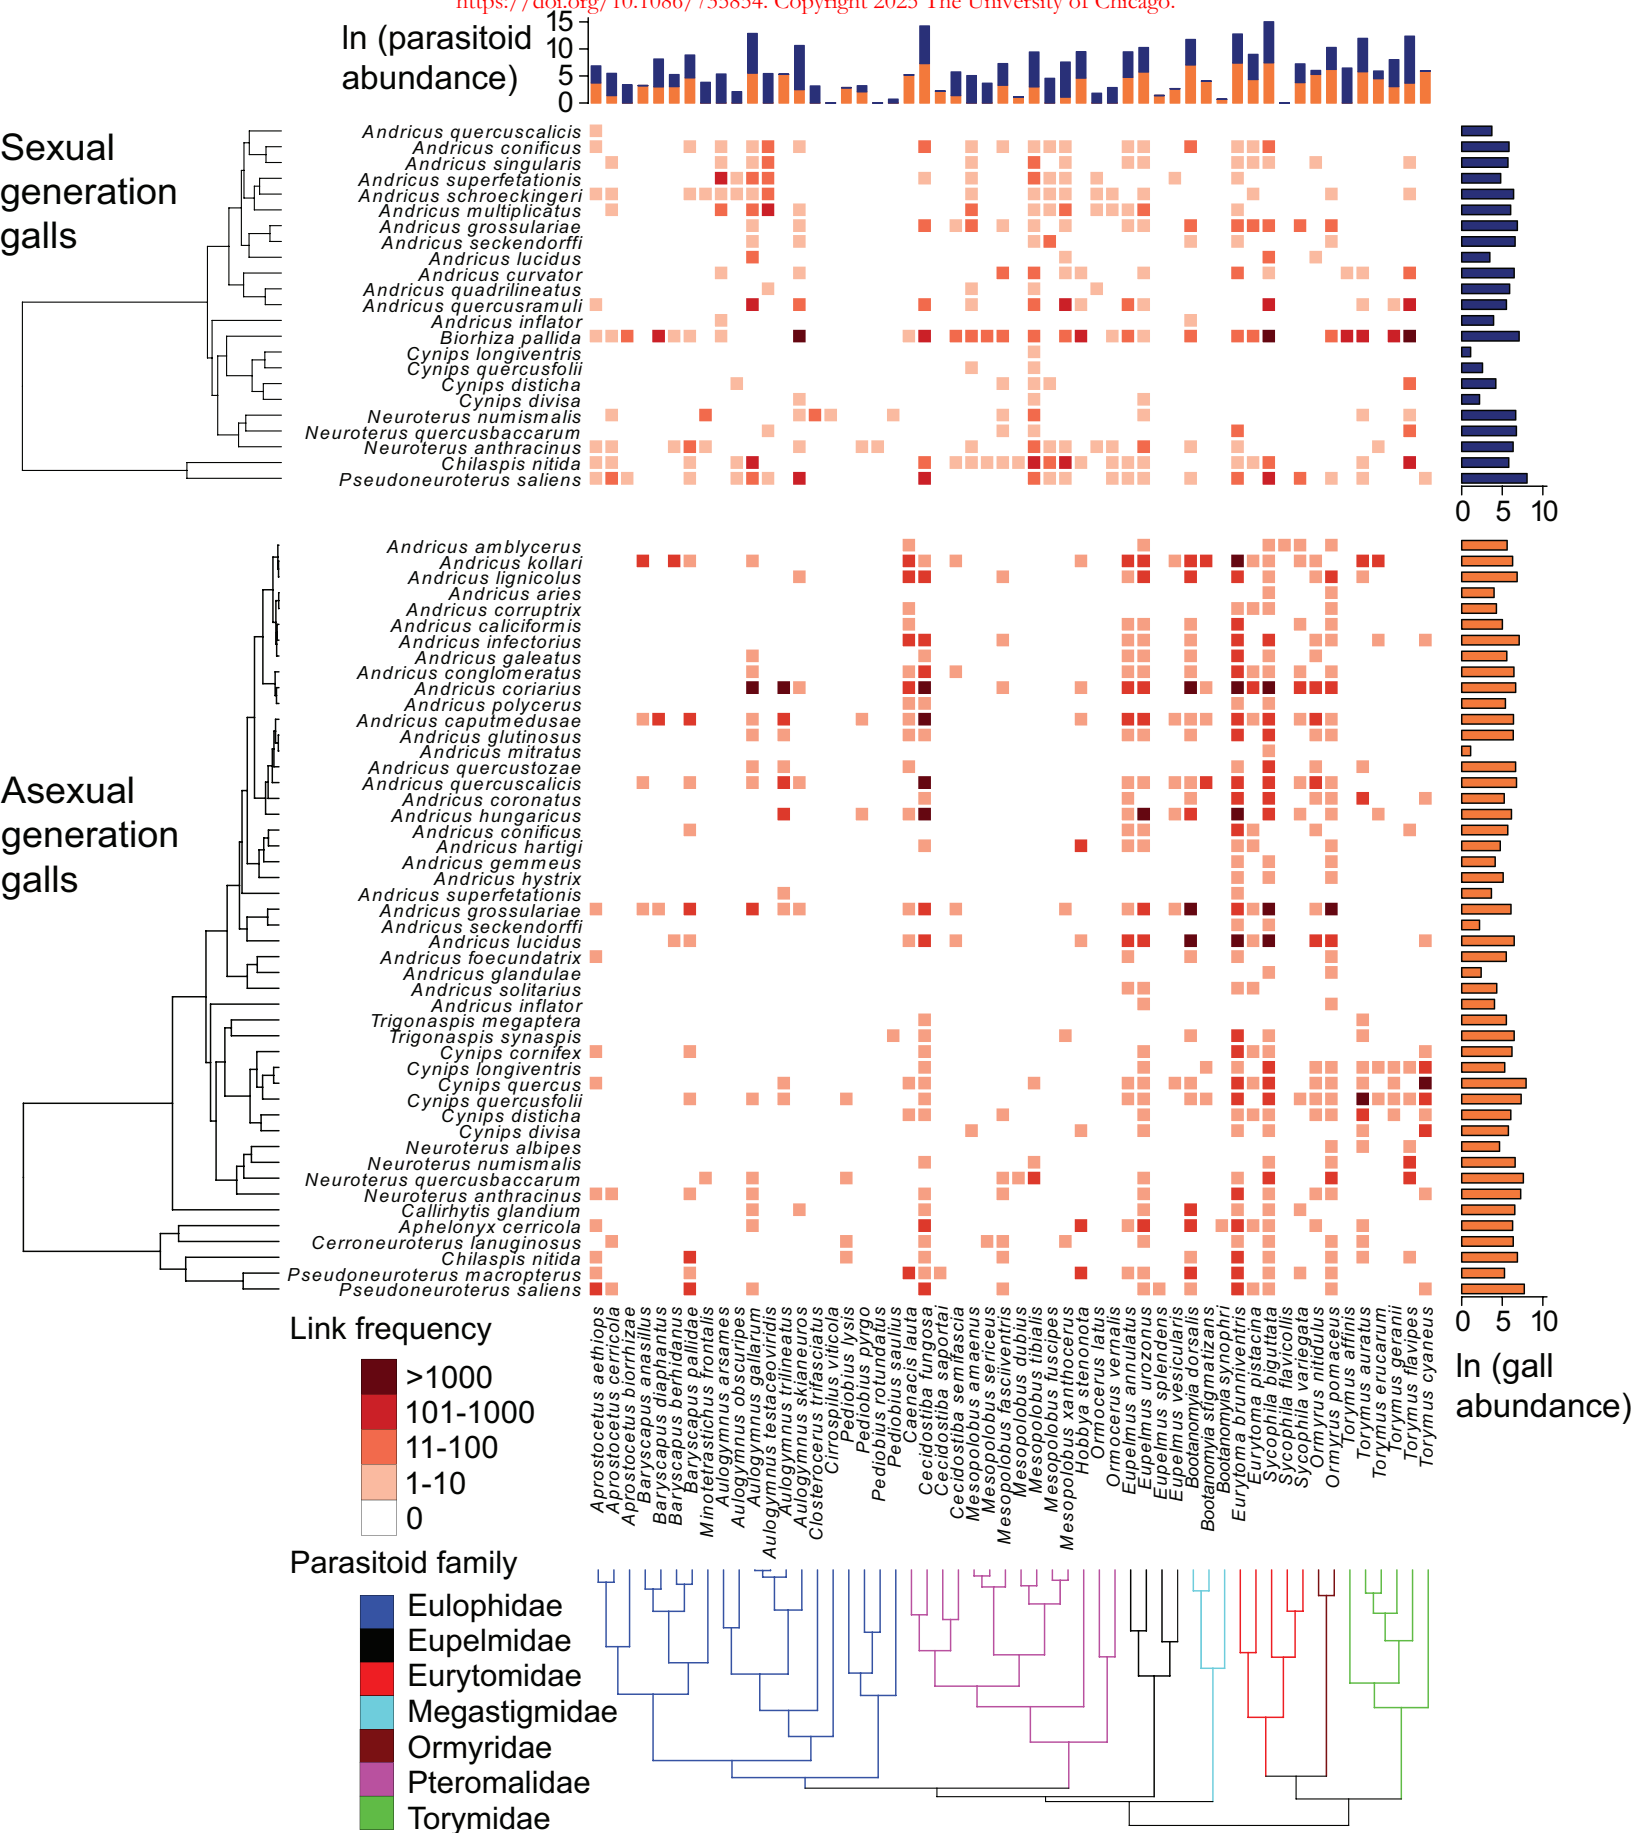 https://doi.org/10.1086/735854. Copyright 2025 The University of Chicago.
ln (parasitoid
abundance)
15
10
5
0
Sexual
generation
galls
Andricus quercuscalicis
Andricus conificus
Andricus singularis
Andricus superfetationis
Andricus schroeckingeri
Andricus multiplicatus
Andricus grossulariae
Andricus seckendorffi
Andricus lucidus
Andricus curvator
Andricus quadrilineatus
Andricus quercusramuli
Andricus inflator
Biorhiza pallida
Cynips longiventris
Cynips quercusfolii
Cynips disticha
Cynips divisa
Neuroterus numismalis
Neuroterus quercusbaccarum
Neuroterus anthracinus
Chilaspis nitida
Pseudoneuroterus saliens
0 5 10
Asexual
generation
galls
Andricus amblycerus
Andricus kollari
Andricus lignicolus
Andricus aries
Andricus corruptrix
Andricus caliciformis
Andricus infectorius
Andricus galeatus
Andricus conglomeratus
Andricus coriarius
Andricus polycerus
Andricus caputmedusae
Andricus glutinosus
Andricus mitratus
Andricus quercustozae
Andricus quercuscalicis
Andricus coronatus
Andricus hungaricus
Andricus conificus
Andricus hartigi
Andricus gemmeus
Andricus hystrix
Andricus superfetationis
Andricus grossulariae
Andricus seckendorffi
Andricus lucidus
Andricus foecundatrix
Andricus glandulae
Andricus solitarius
Andricus inflator
Trigonaspis megaptera
Trigonaspis synaspis
Cynips cornifex
Cynips longiventris
Cynips quercus
Cynips quercusfolii
Cynips disticha
Cynips divisa
Neuroterus albipes
Neuroterus numismalis
Neuroterus quercusbaccarum
Neuroterus anthracinus
Callirhytis glandium
Aphelonyx cerricola
Cerroneuroterus lanuginosus
Chilaspis nitida
Pseudoneuroterus macropterus
Pseudoneuroterus saliens
0 5 10
ln (gall
abundance)
Aprostocetus aethiops
Aprostocetus cerricola
Aprostocetus biorrhizae
Baryscapus anasillus
Baryscapus diaphantus
Baryscapus berhidanus
Baryscapus pallidae
Minotetrastichus frontalis
Aulogymnus arsames
Aulogymnus obscuripes
Aulogymnus gallarum
Aulogymnus testaceoviridis
Aulogymnus trilineatus
Aulogymnus skianeuros
Closterocerus trifasciatus
Cirrospilus viticola
Pediobius lysis
Pediobius pyrgo
Pediobius rotundatus
Pediobius saulius
Caenacis lauta
Cecidostiba fungosa
Cecidostiba saportai
Cecidostiba semifascia
Mesopolobus amaenus
Mesopolobus sericeus
Mesopolobus fasciiventris
Mesopolobus dubius
Mesopolobus tibialis
Mesopolobus fuscipes
Mesopolobus xanthocerus
Hobbya stenonota
Ormocerus latus
Ormocerus vernalis
Eupelmus annulatus
Eupelmus urozonus
Eupelmus splendens
Eupelmus vesicularis
Bootanomyia dorsalis
Bootanomyia stigmatizans
Bootanomyia synophri
Eurytoma brunniventris
Eurytoma pistacina
Sycophila biguttata
Sycophila flavicollis
Sycophila variegata
Ormyrus nitidulus
Ormyrus pomaceus
Torymus affinis
Torymus auratus
Torymus erucarum
Torymus geranii
Torymus flavipes
Torymus cyaneus
Link frequency
>1000
101-1000
11-100
1-10
0
Parasitoid family
Eulophidae
Eupelmidae
Eurytomidae
Megastigmidae
Ormyridae
Pteromalidae
Torymidae